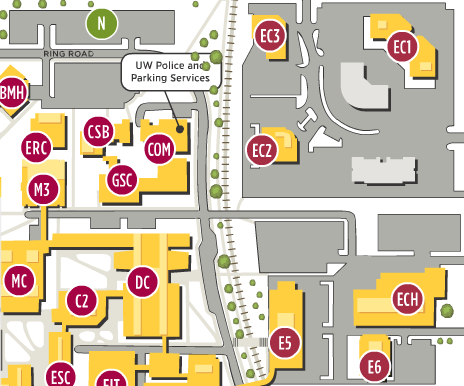 N
EC3
EC1
RING ROAD
UW Police and
Parking Services
BMH
CSB
ERC
COM
EC2
GSC
M3
MC
DC
C2
ECH
E5
E6
ESC
EIT